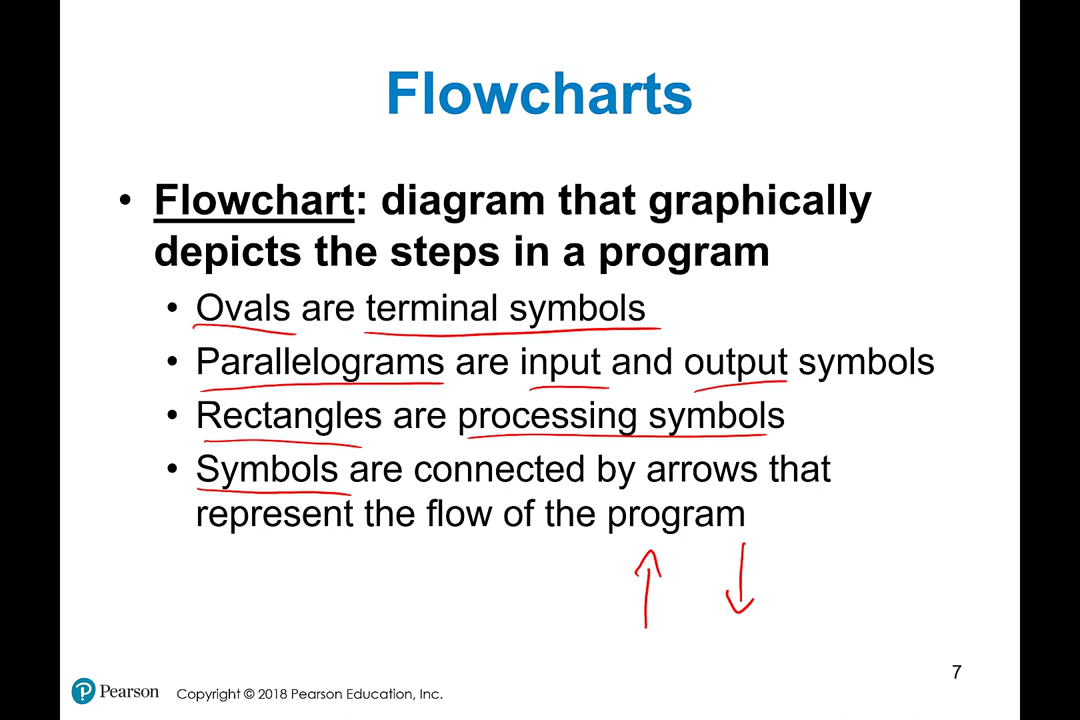 Flowcharts
• Flowchart: diagram that graphically
depicts the steps in a program
• Ovals are terminal symbols
• Parallelograms are input and output symbols
• Rectangles are processing symbols
• Symbols are connected by arrows that
represent the flow of the program
7
P Pearson Copyright © 2018 Pearson Education, Inc.